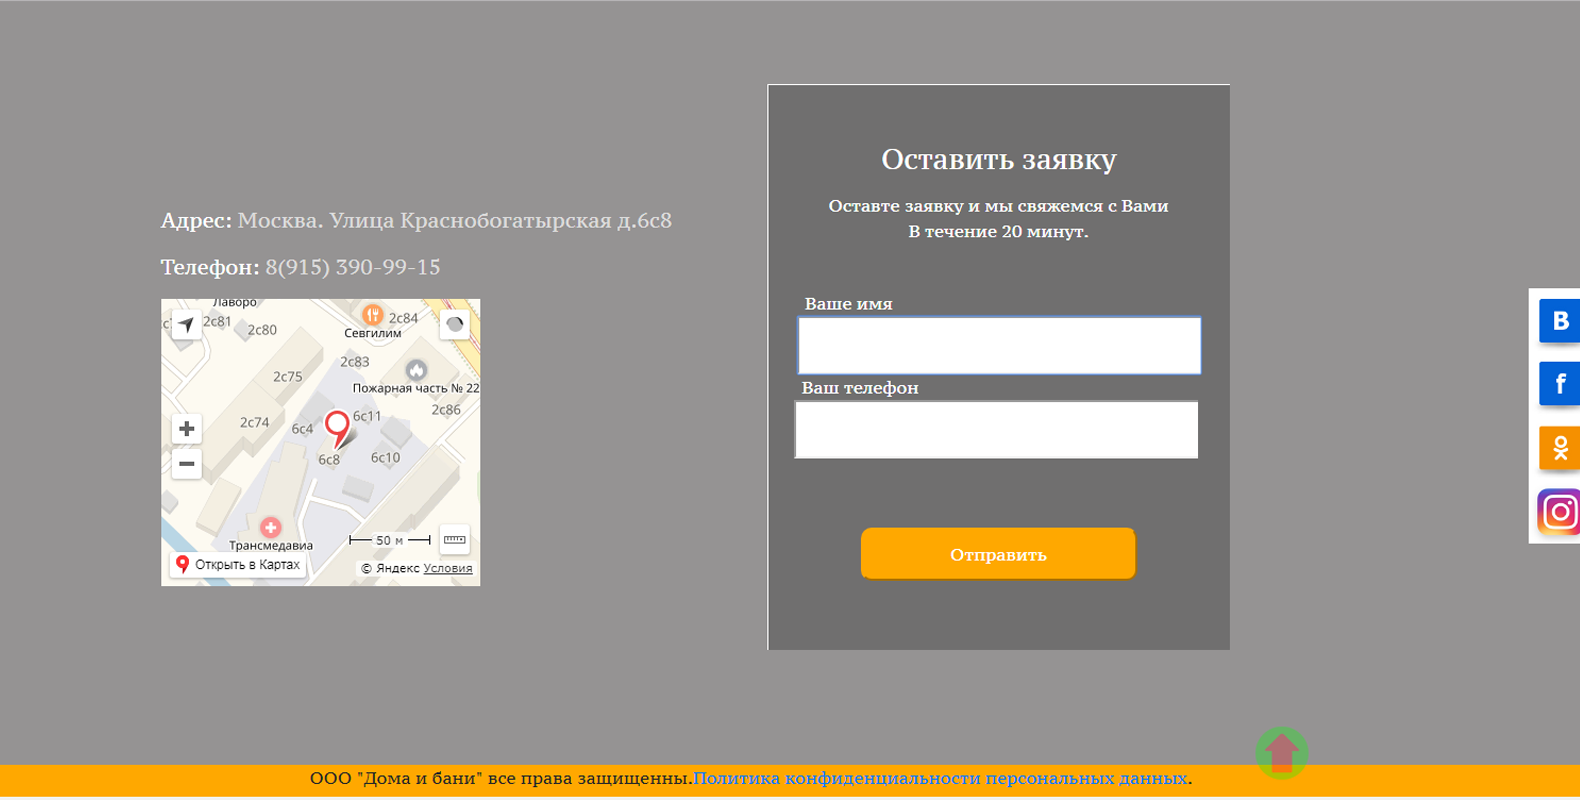 Адрес: Москва. Улица Краснобогатырская д.6с8
Телефон: 8(915) 390-99-15
Лаворо
2с81
2с80
Севгилим
2с84
2с83
2с75
Пожарная часть № 22
2с74
6с4
6с11
2с86
6с8
6с10
Трансмедавиа
50 м
Открыть в Картах
© Яндекс Условия
Оставить заявку
Оставте заявку и мы свяжемся с Вами
В течение 20 минут.
Ваше имя
Ваш телефон
Отправить
В
f
ООО "Дома и бани" все права защищенны.Политика конфиденциальности персональных данных.